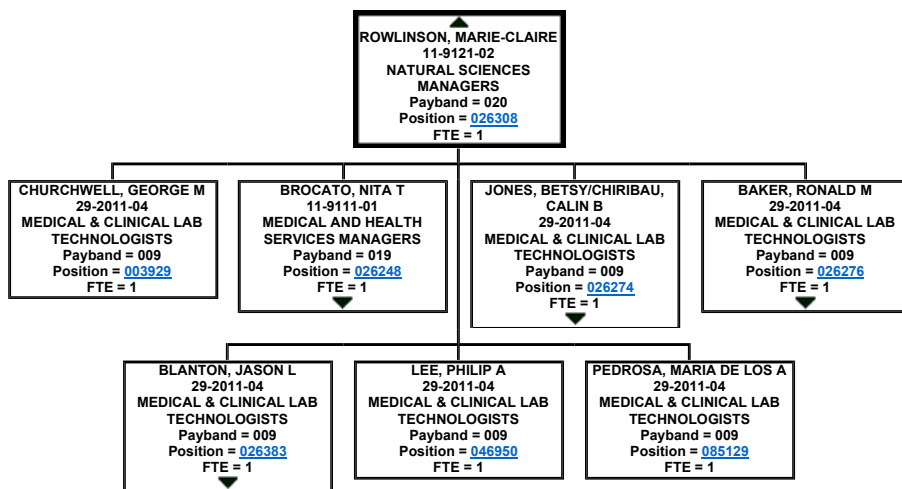 ROWLINSON, MARIE-CLAIRE
11-9121-02
NATURAL SCIENCES
MANAGERS
Payband = 020
Position = 026308
FTE = 1
CHURCHWELL, GEORGE M
29-2011-04
MEDICAL & CLINICAL LAB
TECHNOLOGISTS
Payband = 009
Position = 003929
FTE = 1
BROCATO, NITA T
11-9111-01
MEDICAL AND HEALTH
SERVICES MANAGERS
Payband = 019
Position = 026248
FTE = 1
JONES, BETSY/CHIRIBAU,
CALIN B
29-2011-04
MEDICAL & CLINICAL LAB
TECHNOLOGISTS
Payband = 009
Position = 026274
FTE = 1
BAKER, RONALD M
29-2011-04
MEDICAL & CLINICAL LAB
TECHNOLOGISTS
Payband = 009
Position = 026276
FTE = 1
BLANTON, JASON L
29-2011-04
MEDICAL & CLINICAL LAB
TECHNOLOGISTS
Payband = 009
Position = 026383
FTE = 1
LEE, PHILIP A
29-2011-04
MEDICAL & CLINICAL LAB
TECHNOLOGISTS
Payband = 009
Position = 046950
FTE = 1
PEDROSA, MARIA DE LOS A
29-2011-04
MEDICAL & CLINICAL LAB
TECHNOLOGISTS
Payband = 009
Position = 085129
FTE = 1